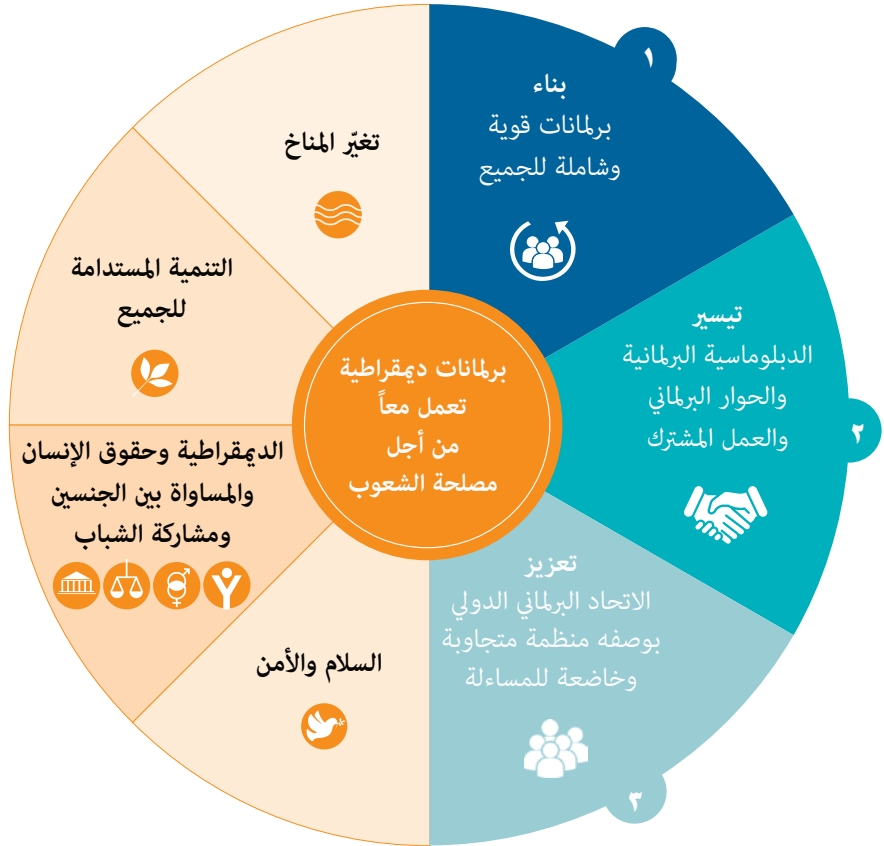 ١
بناء
برلمانات قوية
وشاملة للجميع
٢
تيسير
الدبلوماسية البرلمانية
والحوار البرلماني
والعمل المشترك
٣
تعزيز
الاتحاد البرلماني الدولي
بوصفه منظمة متجاوبة
وخاضعة للمساءلة
برلمانات ديمقراطية
تعمل معاً
من أجل
مصلحة الشعوب
تغيّر المناخ
التنمية المستدامة
للجميع
الديمقراطية وحقوق الإنسان
والمساواة بين الجنسين
ومشاركة الشباب
السلام والأمن